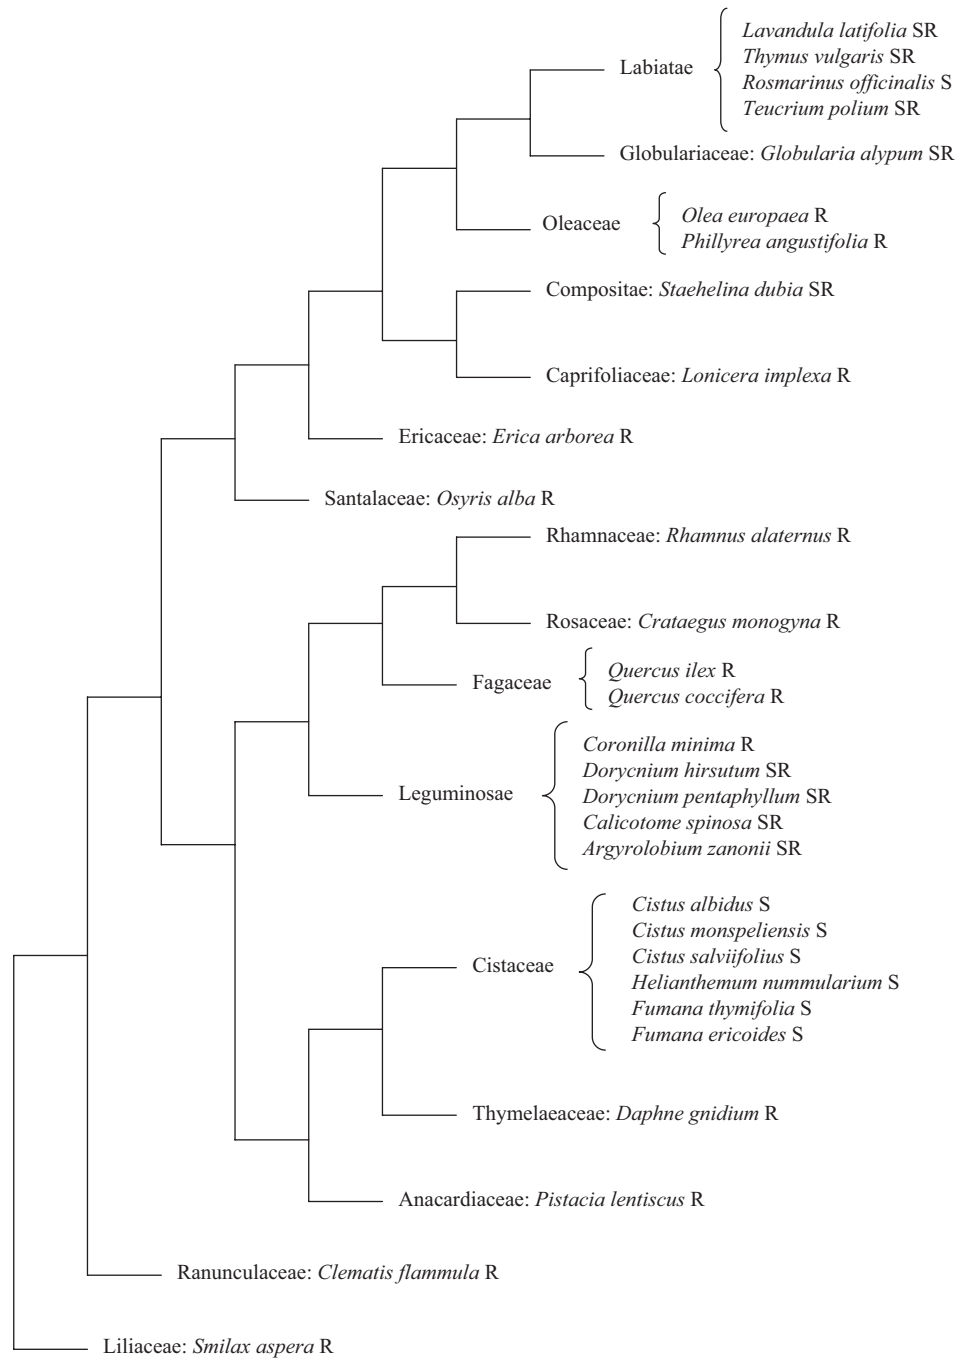 Labiatae
Lavandula latifolia SR
Thymus vulgaris SR
Rosmarinus officinalis S
Teucrium polium SR
Globulariaceae: Globularia alypum SR
Oleaceae
Olea europaea R
Phillyrea angustifolia R
Compositae: Staehelina dubia SR
Caprifoliaceae: Lonicera implexa R
Ericaceae: Erica arborea R
Santalaceae: Osyris alba R
Rhamnaceae: Rhamnus alaternus R
Rosaceae: Crataegus monogyna R
Fagaceae
Quercus ilex R
Quercus coccifera R
Leguminosae
Coronilla minima R
Dorycnium hirsutum SR
Dorycnium pentaphyllum SR
Calicotome spinosa SR
Argyrolobium zanonii SR
Cistaceae
Cistus albidus S
Cistus monspeliensis S
Cistus salviifolius S
Helianthemum nummularium S
Fumana thymifolia S
Fumana ericoides S
Thymelaeaceae: Daphne gnidium R
Anacardiaceae: Pistacia lentiscus R
Ranunculaceae: Clematis flammula R
Liliaceae: Smilax aspera R